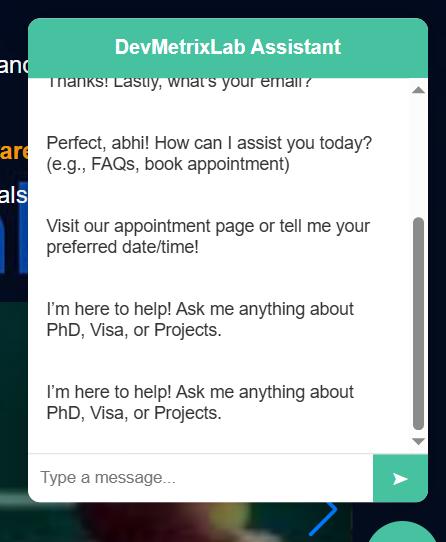 DevMetrixLab Assistant
and
Thanks! Lastly, what's your email?
Perfect, abhi! How can I assist you today?
(e.g., FAQs, book appointment)
are
als
Visit our appointment page or tell me your
preferred date/time!
I'm here to help! Ask me anything about
PhD, Visa, or Projects.
I'm here to help! Ask me anything about
PhD, Visa, or Projects.
Type a message...